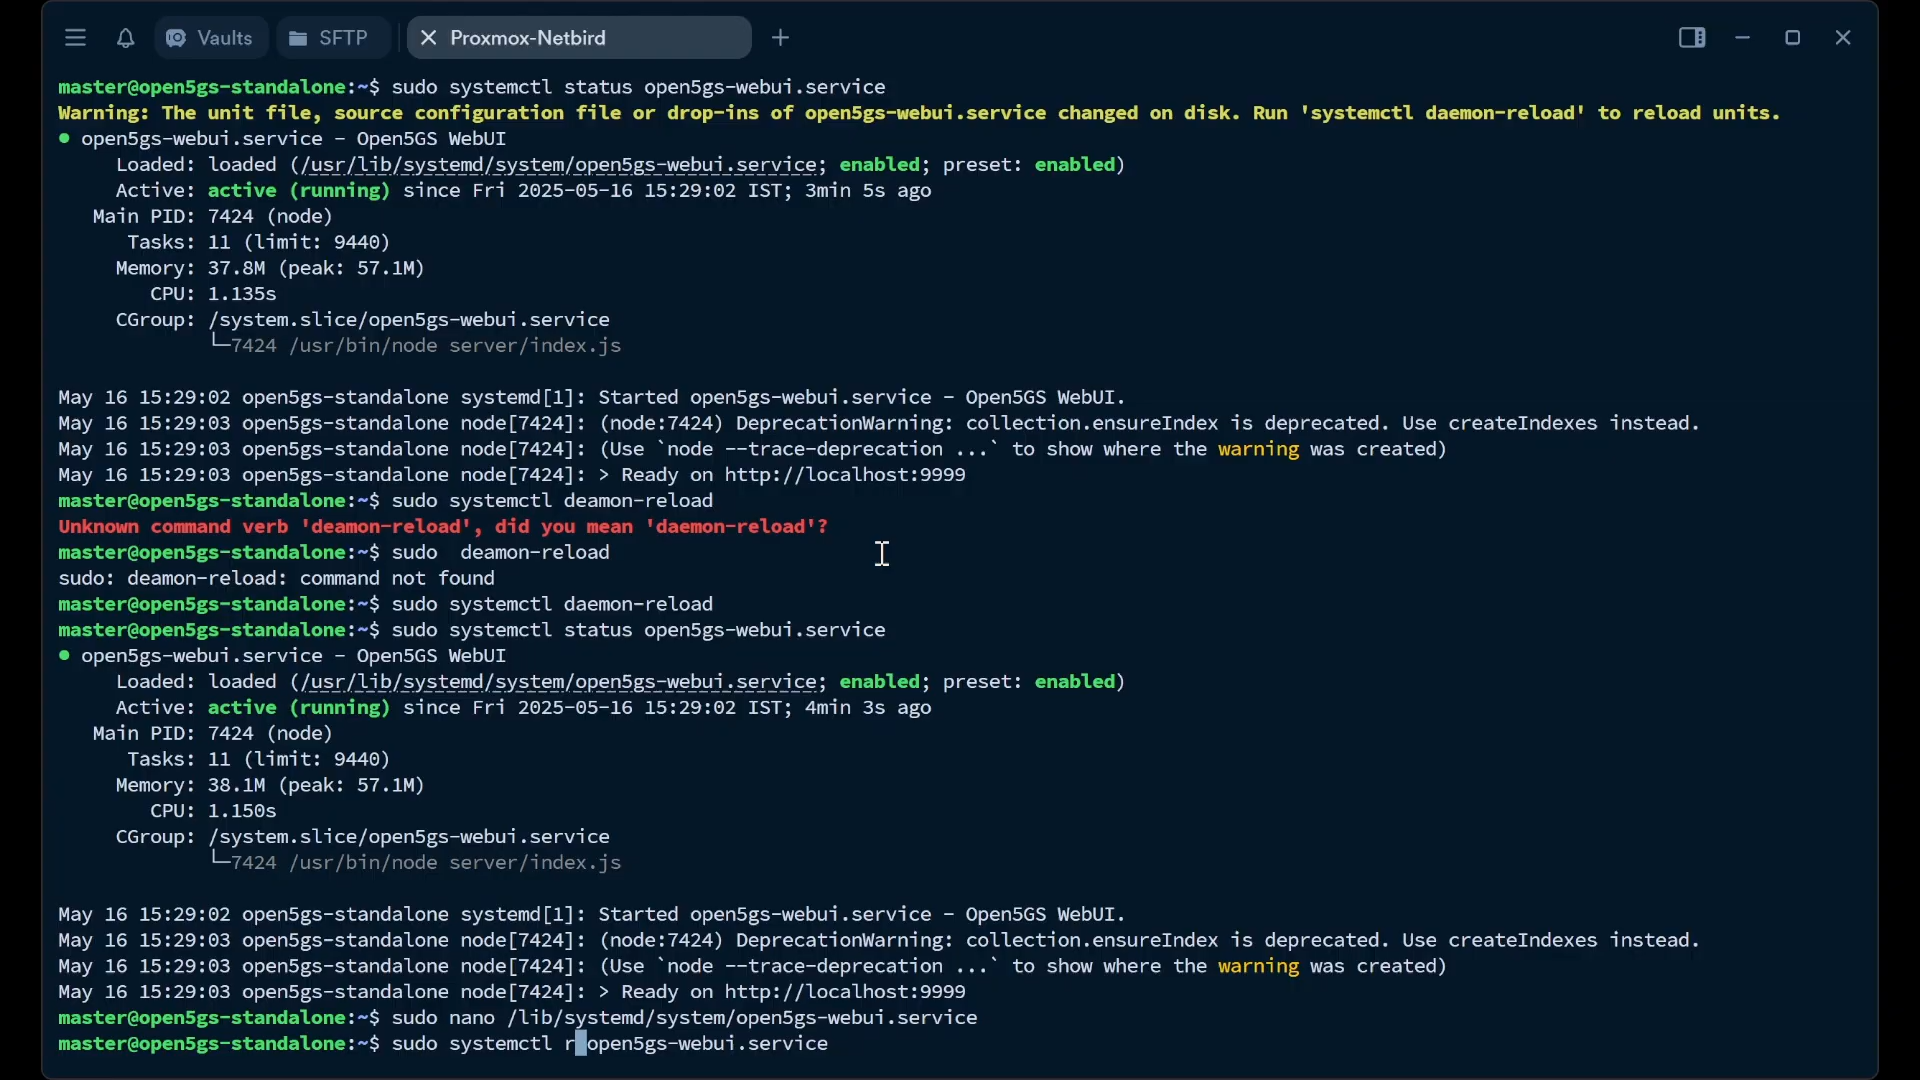 Vaults SFTP Proxmox-Netbird
master@open5gs-standalone:~$ sudo systemctl status open5gs-webui.service
Warning: The unit file, source configuration file or drop-ins of open5gs-webui.service changed on disk. Run 'systemctl daemon-reload' to reload units.
● open5gs-webui.service - Open5GS WebUI
Loaded: loaded (/usr/lib/systemd/system/open5gs-webui.service; enabled; preset: enabled)
Active: active (running) since Fri 2025-05-16 15:29:02 IST; 3min 5s ago
Main PID: 7424 (node)
Tasks: 11 (limit: 9440)
Memory: 37.8M (peak: 57.1M)
CPU: 1.135s
CGroup: /system.slice/open5gs-webui.service
└─7424 /usr/bin/node server/index.js
May 16 15:29:02 open5gs-standalone systemd[1]: Started open5gs-webui.service - Open5GS WebUI.
May 16 15:29:03 open5gs-standalone node[7424]: (node:7424) DeprecationWarning: collection.ensureIndex is deprecated. Use createIndexes instead.
May 16 15:29:03 open5gs-standalone node[7424]: (Use `node --trace-deprecation ...` to show where the warning was created)
May 16 15:29:03 open5gs-standalone node[7424]: > Ready on http://localhost:9999
master@open5gs-standalone:~$ sudo systemctl deamon-reload
Unknown command verb 'deamon-reload', did you mean 'daemon-reload'?
master@open5gs-standalone:~$ sudo  deamon-reload
sudo: deamon-reload: command not found
master@open5gs-standalone:~$ sudo systemctl daemon-reload
master@open5gs-standalone:~$ sudo systemctl status open5gs-webui.service
● open5gs-webui.service - Open5GS WebUI
Loaded: loaded (/usr/lib/systemd/system/open5gs-webui.service; enabled; preset: enabled)
Active: active (running) since Fri 2025-05-16 15:29:02 IST; 4min 3s ago
Main PID: 7424 (node)
Tasks: 11 (limit: 9440)
Memory: 38.1M (peak: 57.1M)
CPU: 1.150s
CGroup: /system.slice/open5gs-webui.service
└─7424 /usr/bin/node server/index.js
May 16 15:29:02 open5gs-standalone systemd[1]: Started open5gs-webui.service - Open5GS WebUI.
May 16 15:29:03 open5gs-standalone node[7424]: (node:7424) DeprecationWarning: collection.ensureIndex is deprecated. Use createIndexes instead.
May 16 15:29:03 open5gs-standalone node[7424]: (Use `node --trace-deprecation ...` to show where the warning was created)
May 16 15:29:03 open5gs-standalone node[7424]: > Ready on http://localhost:9999
master@open5gs-standalone:~$ sudo nano /lib/systemd/system/open5gs-webui.service
master@open5gs-standalone:~$ sudo systemctl r open5gs-webui.service